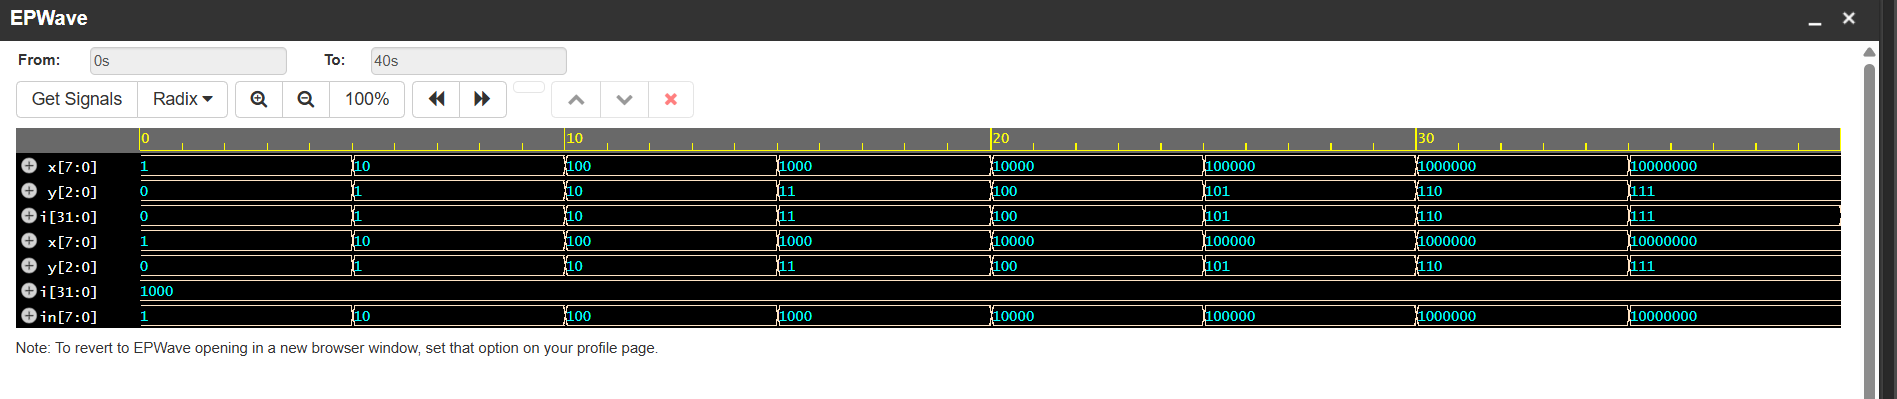 EPWave
From: 0s To: 40s
Get Signals Radix 100%
0 10 20 30
x[7:0] 1 10 100 1000 10000 100000 1000000 10000000
y[2:0] 0 1 10 11 100 101 110 111
i[31:0] 0 1 10 11 100 101 110 111
x[7:0] 1 10 100 1000 10000 100000 1000000 10000000
y[2:0] 0 1 10 11 100 101 110 111
i[31:0] 1000
in[7:0] 1 10 100 1000 10000 100000 1000000 10000000
Note: To revert to EPWave opening in a new browser window, set that option on your profile page.